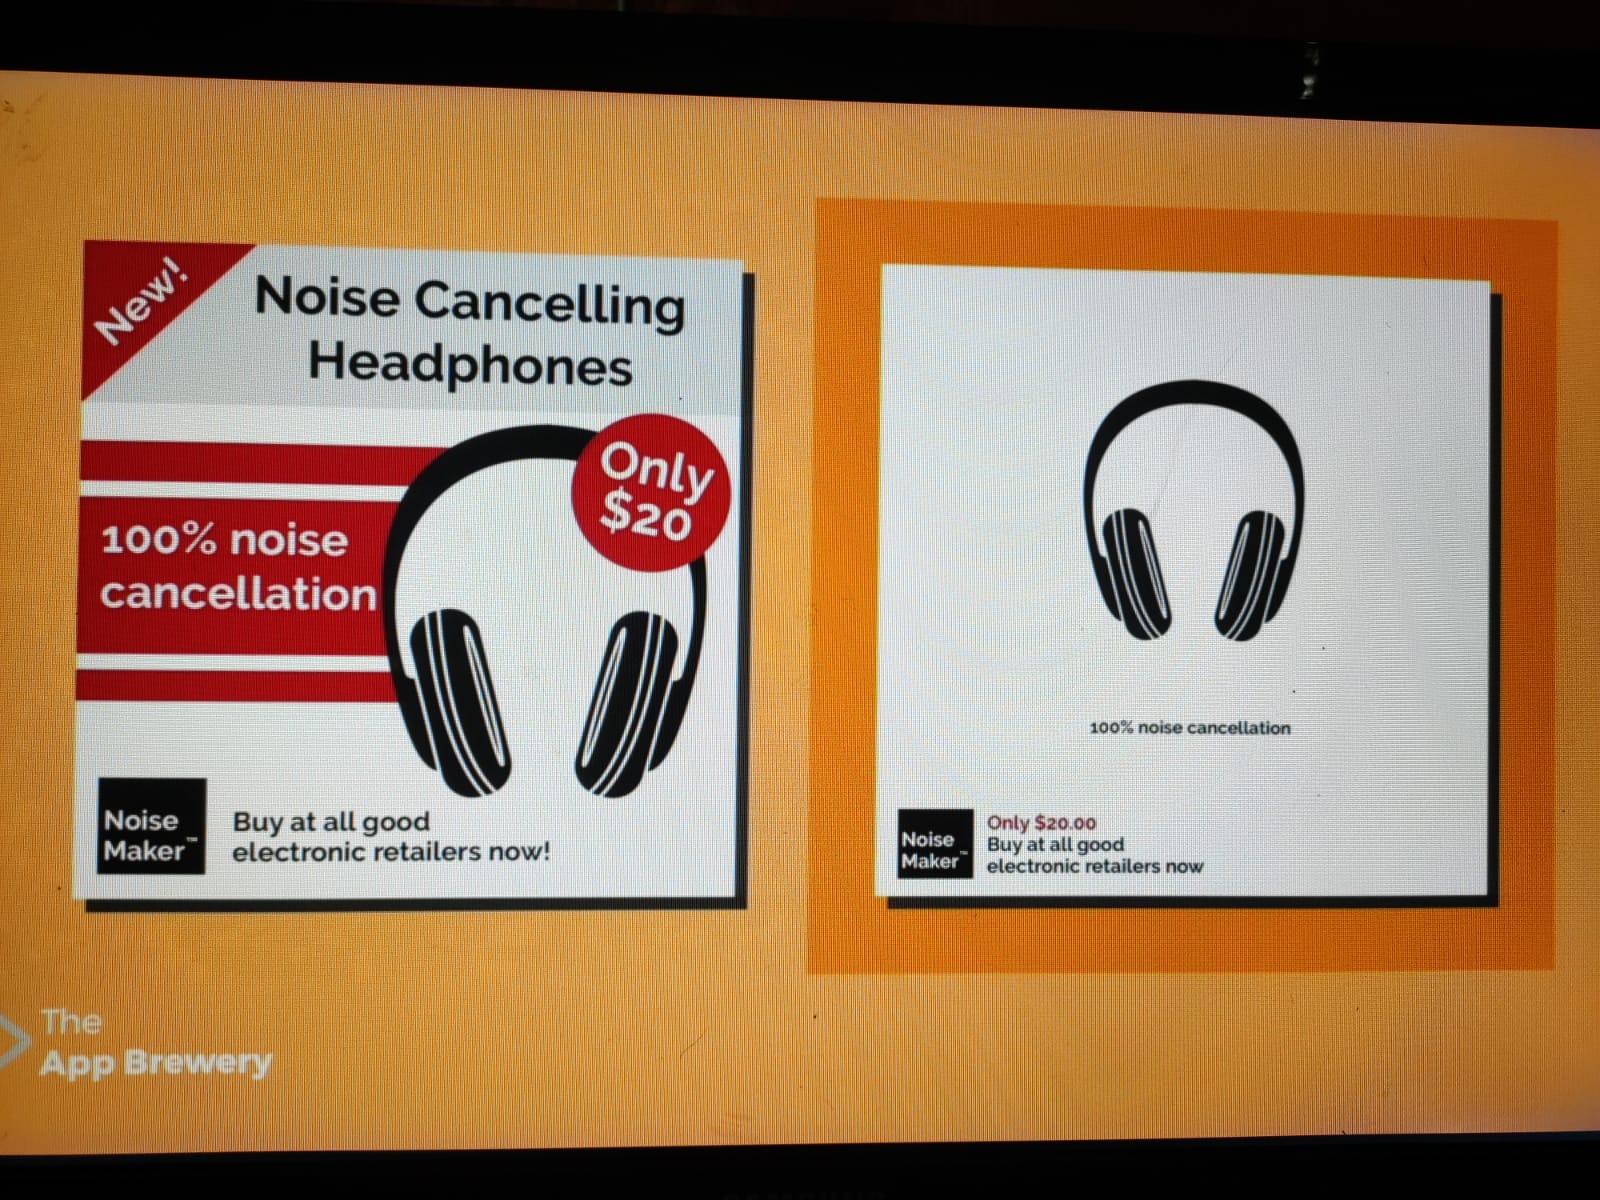 New!
Noise Cancelling
Headphones
Only
$20
100% noise
cancellation
Noise
Maker™
Buy at all good
electronic retailers now!
100% noise cancellation
Noise
Maker™
Only $20.00
Buy at all good
electronic retailers now
The
App Brewery